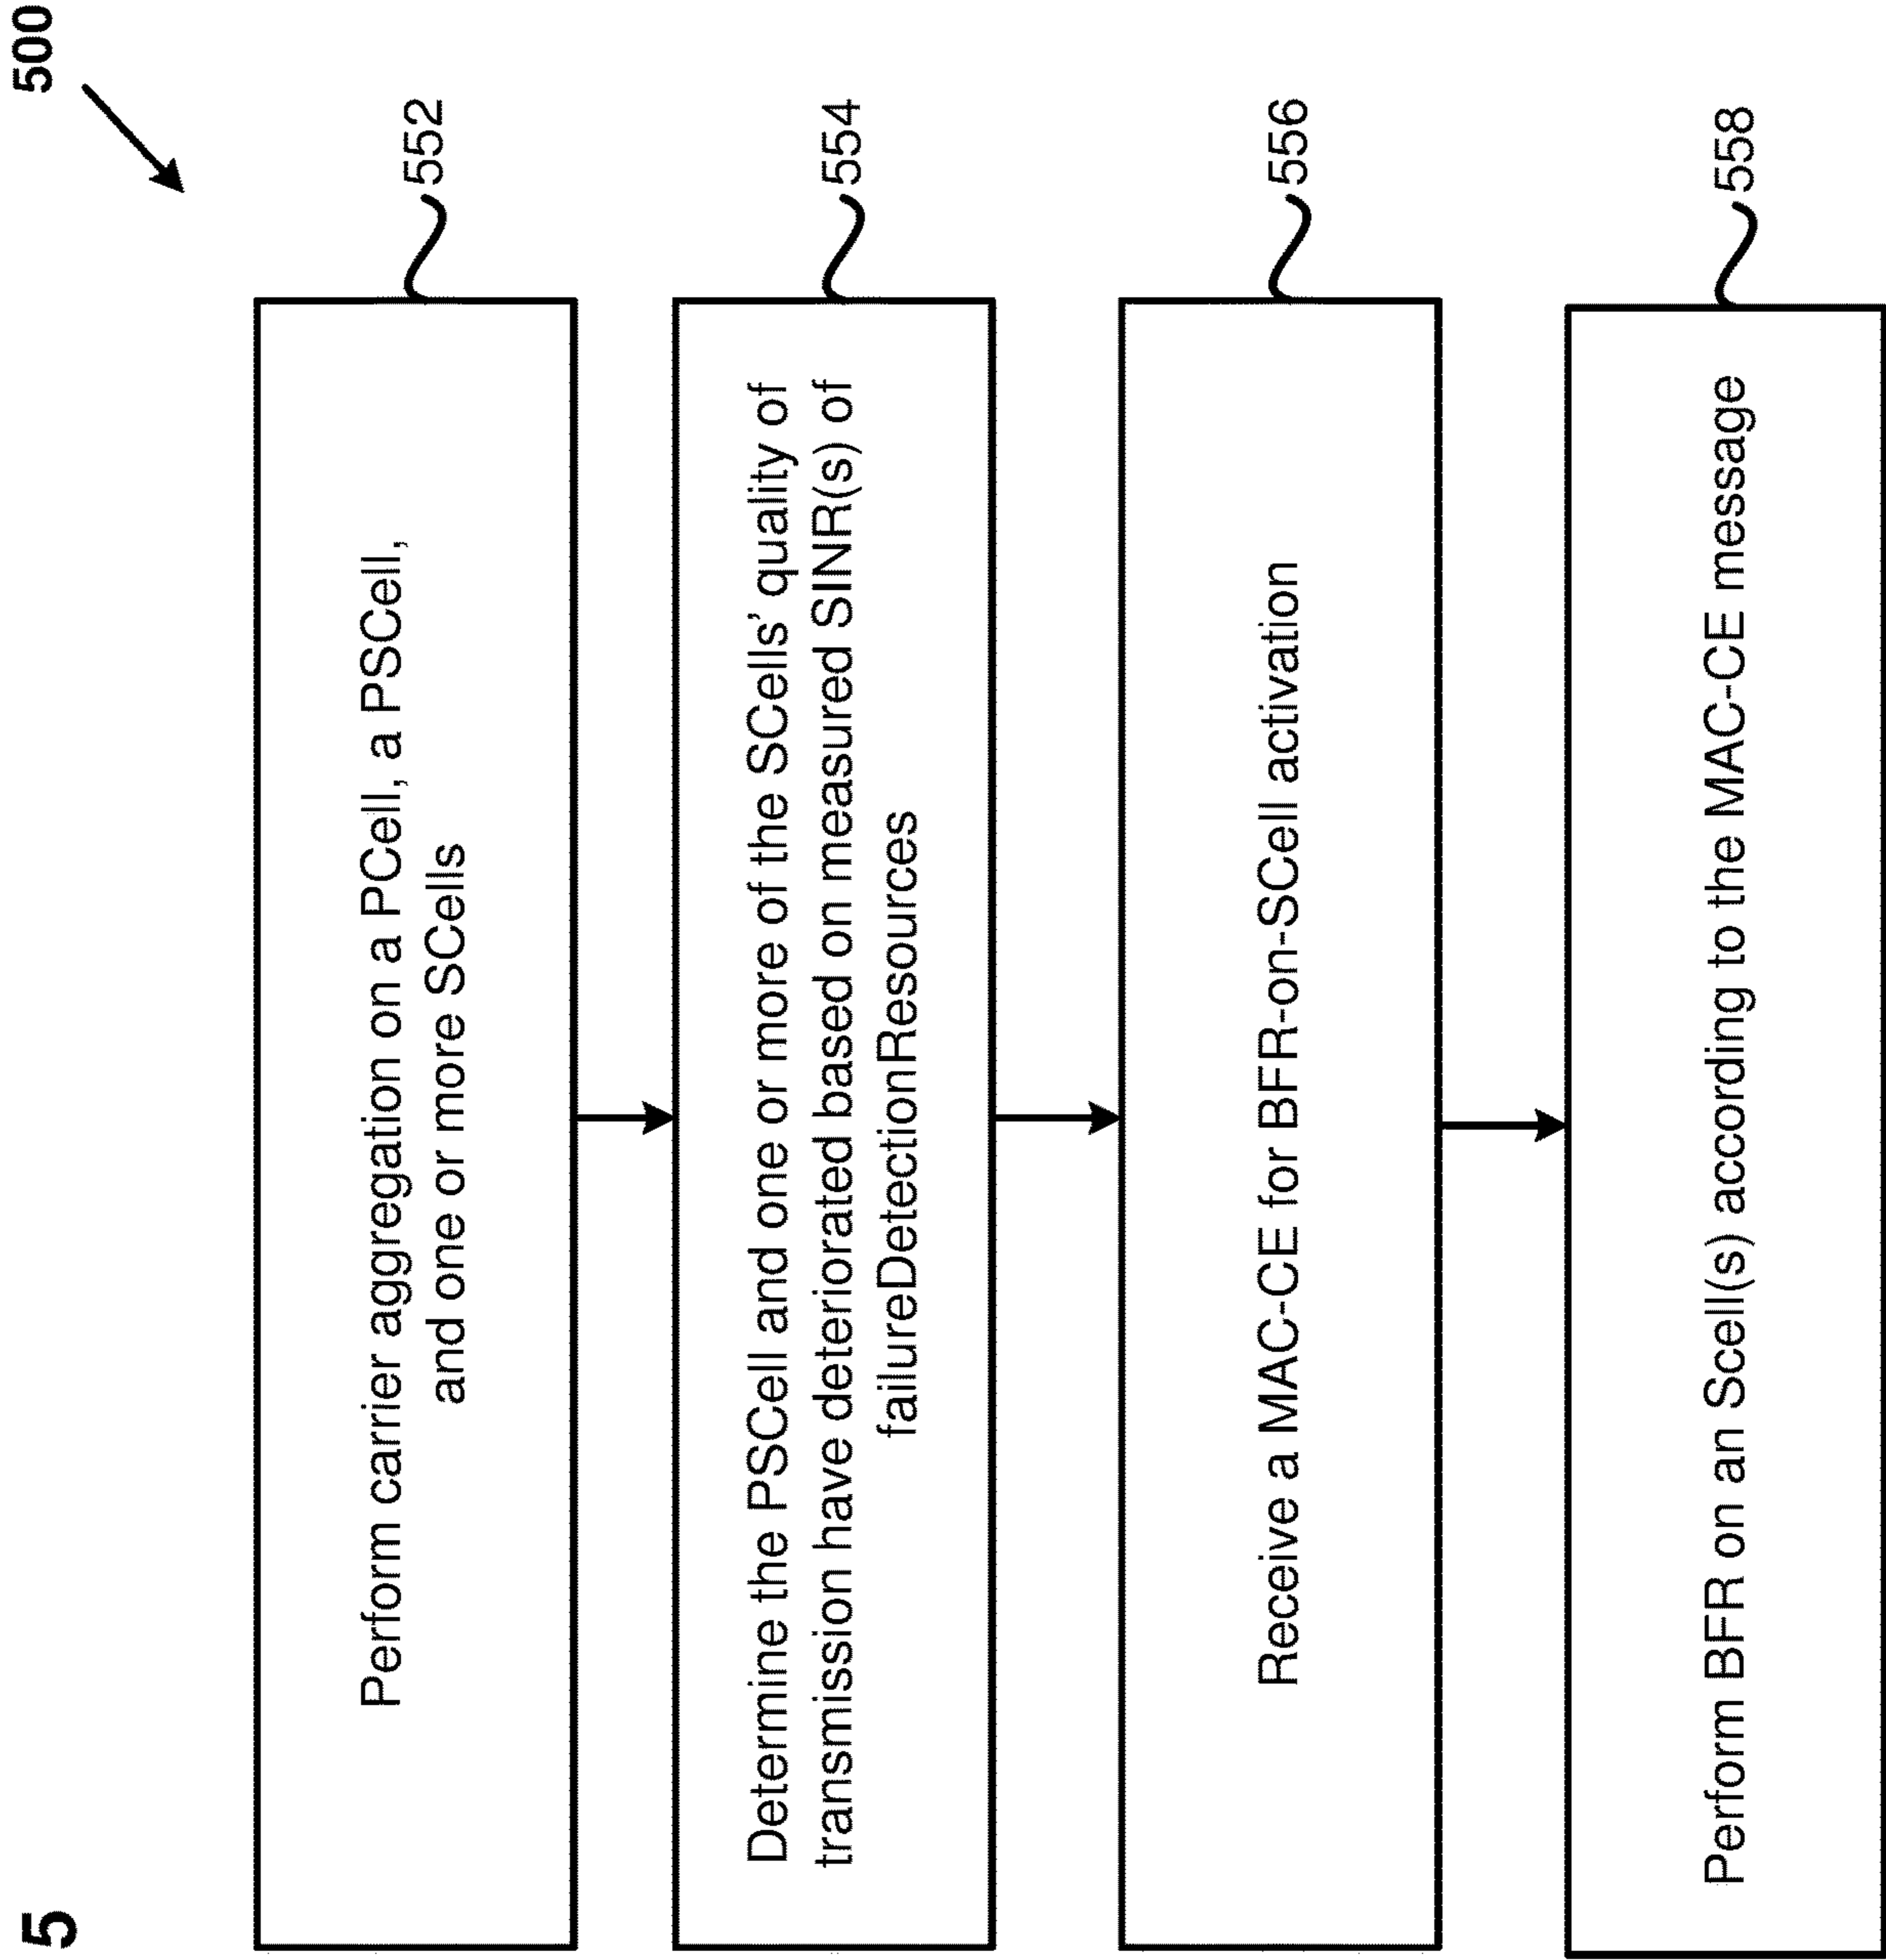 5
500
Perform carrier aggregation on a PCell, a PSCell,
and one or more SCells
552
Determine the PSCell and one or more of the SCells’ quality of
transmission have deteriorated based on measured SINR(s) of
failureDetectionResources
554
Receive a MAC-CE for BFR-on-SCell activation
556
Perform BFR on an Scell(s) according to the MAC-CE message
558